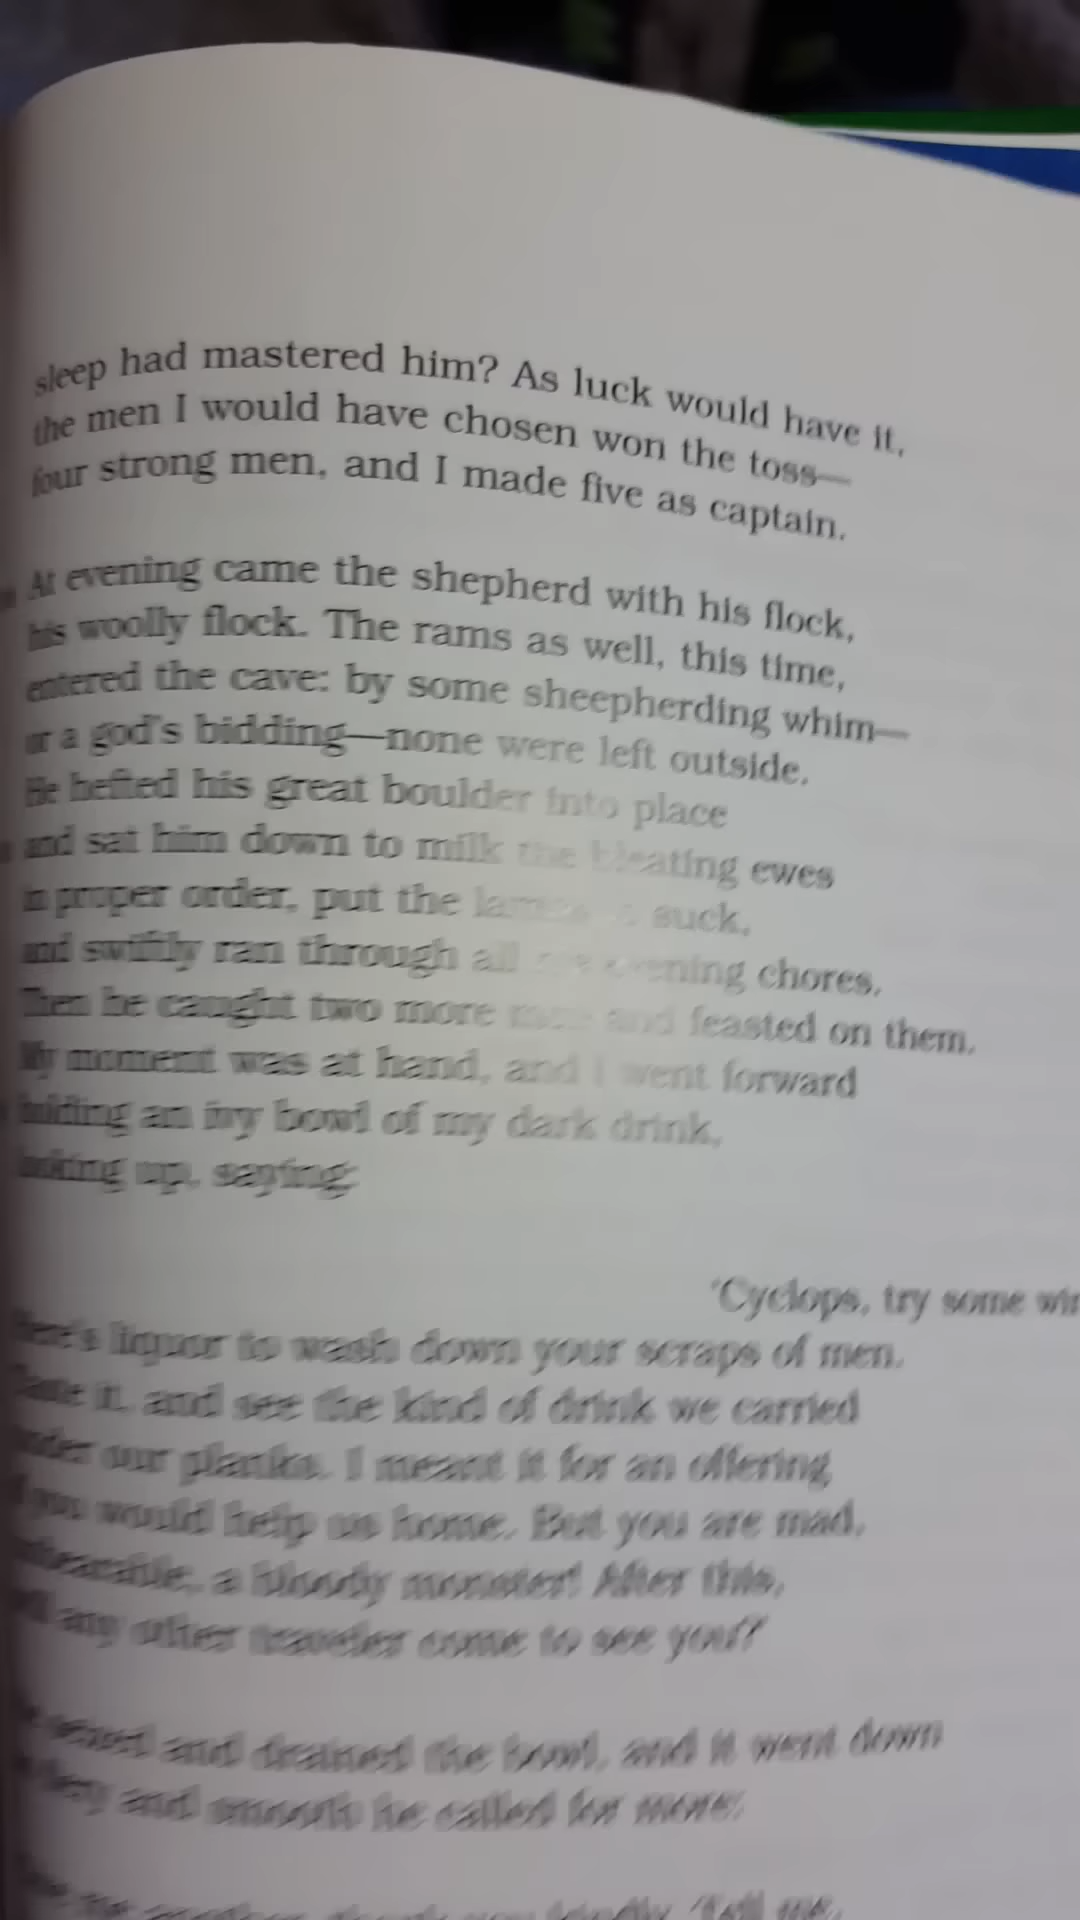 sleep had mastered him? As luck would have it,
the men I would have chosen won the toss—
four strong men, and I made five as captain.
At evening came the shepherd with his flock,
his woolly flock. The rams as well, this time,
entered the cave: by some sheepherding whim—
or a god's bidding—none were left outside.
He hefted his great boulder into place
and sat him down to milk the bleating ewes
in proper order, put the lambs to suck,
and swiftly ran through all his evening chores.
Then he caught two more men and feasted on them.
My moment was at hand, and I went forward
holding an ivy bowl of my dark drink,
looking up, saying:
'Cyclops, try some
Here's liquor to wash down your scraps of men.
Taste it, and see the kind of drink we carried
under our planks. I meant it for an offering
if you would help us home. But you are mad,
unbearable, a bloody monster! After this,
will any other traveler come to see you?'
seized and drained the bowl, and it went down
fiery and smooth he called for more: